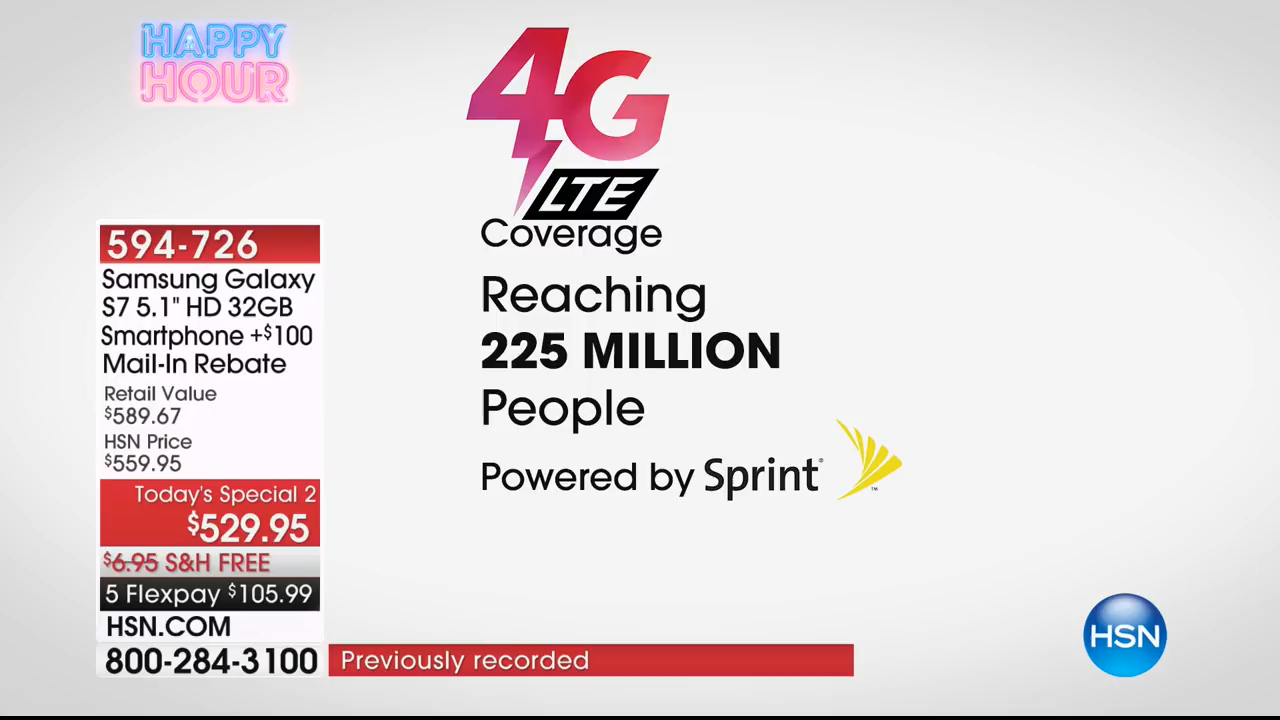 HAPPY
HOUR
4G
LTE
Coverage
Reaching
225 MILLION
People
Powered by Sprint®
™
594-726
Samsung Galaxy
S7 5.1" HD 32GB
Smartphone +$100
Mail-In Rebate
Retail Value
$589.67
HSN Price
$559.95
Today's Special 2
$529.95
$6.95 S&H FREE
5 Flexpay $105.99
HSN.COM
800-284-3100
Previously recorded
HSN